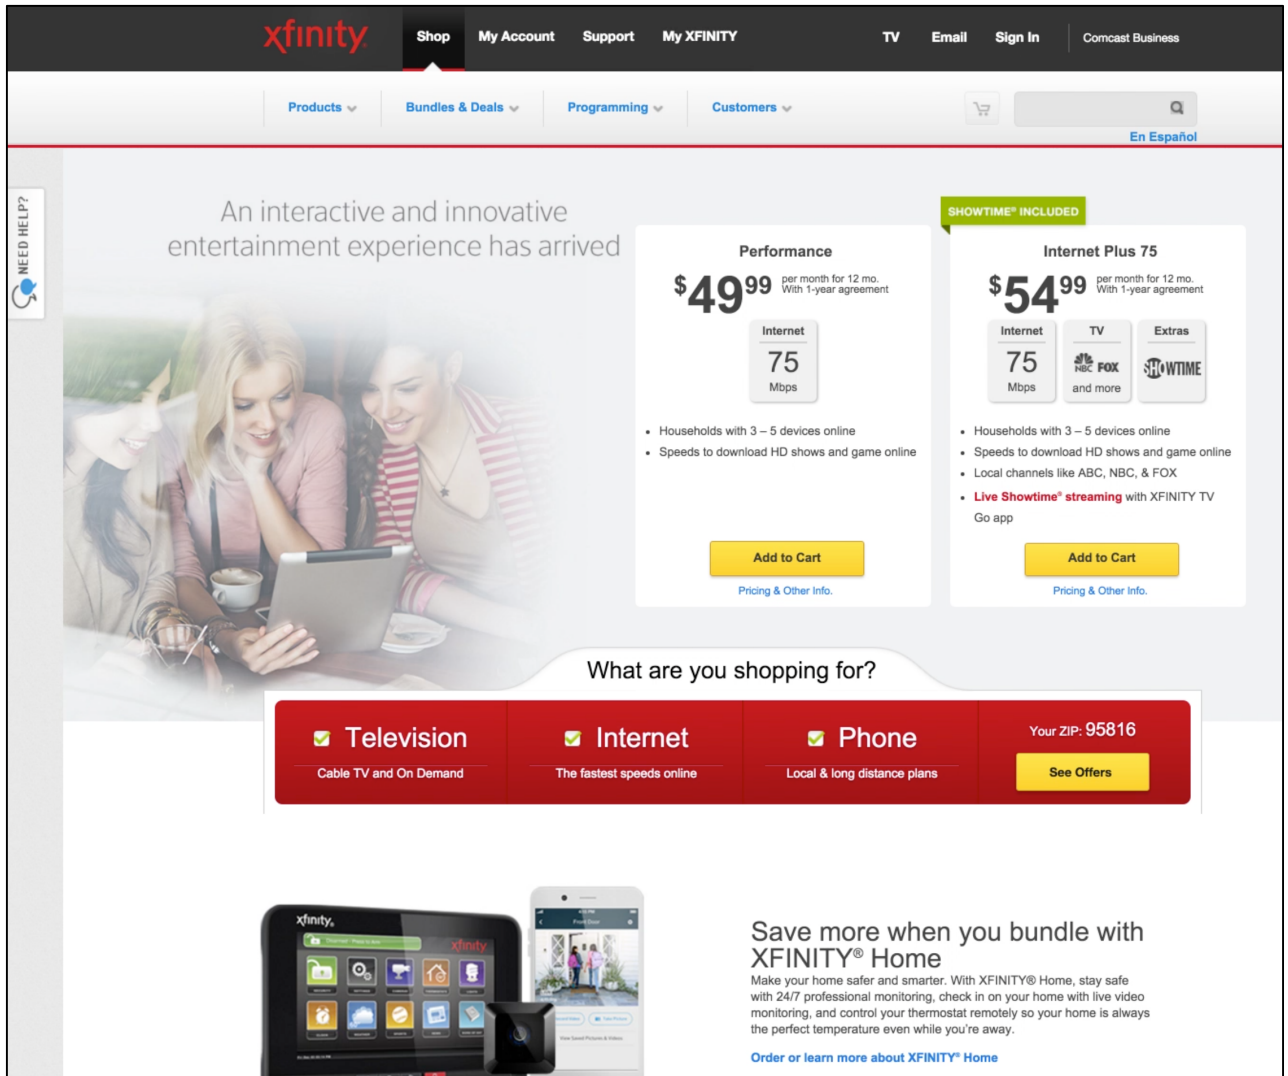 xfinity
Shop
My Account
Support
My XFINITY
TV
Email
Sign In
Comcast Business
Products
Bundles & Deals
Programming
Customers
En Español
NEED HELP?
An interactive and innovative
entertainment experience has arrived
Performance
$49 99 per month for 12 mo.
With 1-year agreement
Internet
75
Mbps
• Households with 3 – 5 devices online
• Speeds to download HD shows and game online
Add to Cart
Pricing & Other Info.
SHOWTIME® INCLUDED
Internet Plus 75
$54 99 per month for 12 mo.
With 1-year agreement
Internet
75
Mbps
TV
NBC FOX
and more
Extras
SHOWTIME
• Households with 3 – 5 devices online
• Speeds to download HD shows and game online
• Local channels like ABC, NBC, & FOX
• Live Showtime® streaming with XFINITY TV
Go app
Add to Cart
Pricing & Other Info.
What are you shopping for?
Television
Cable TV and On Demand
Internet
The fastest speeds online
Phone
Local & long distance plans
Your ZIP: 95816
See Offers
xfinity
xfinity
Front Door
Take Picture
View Saved Pictures & Videos
Save more when you bundle with
XFINITY® Home
Make your home safer and smarter. With XFINITY® Home, stay safe
with 24/7 professional monitoring, check in on your home with live video
monitoring, and control your thermostat remotely so your home is always
the perfect temperature even while you're away.
Order or learn more about XFINITY® Home